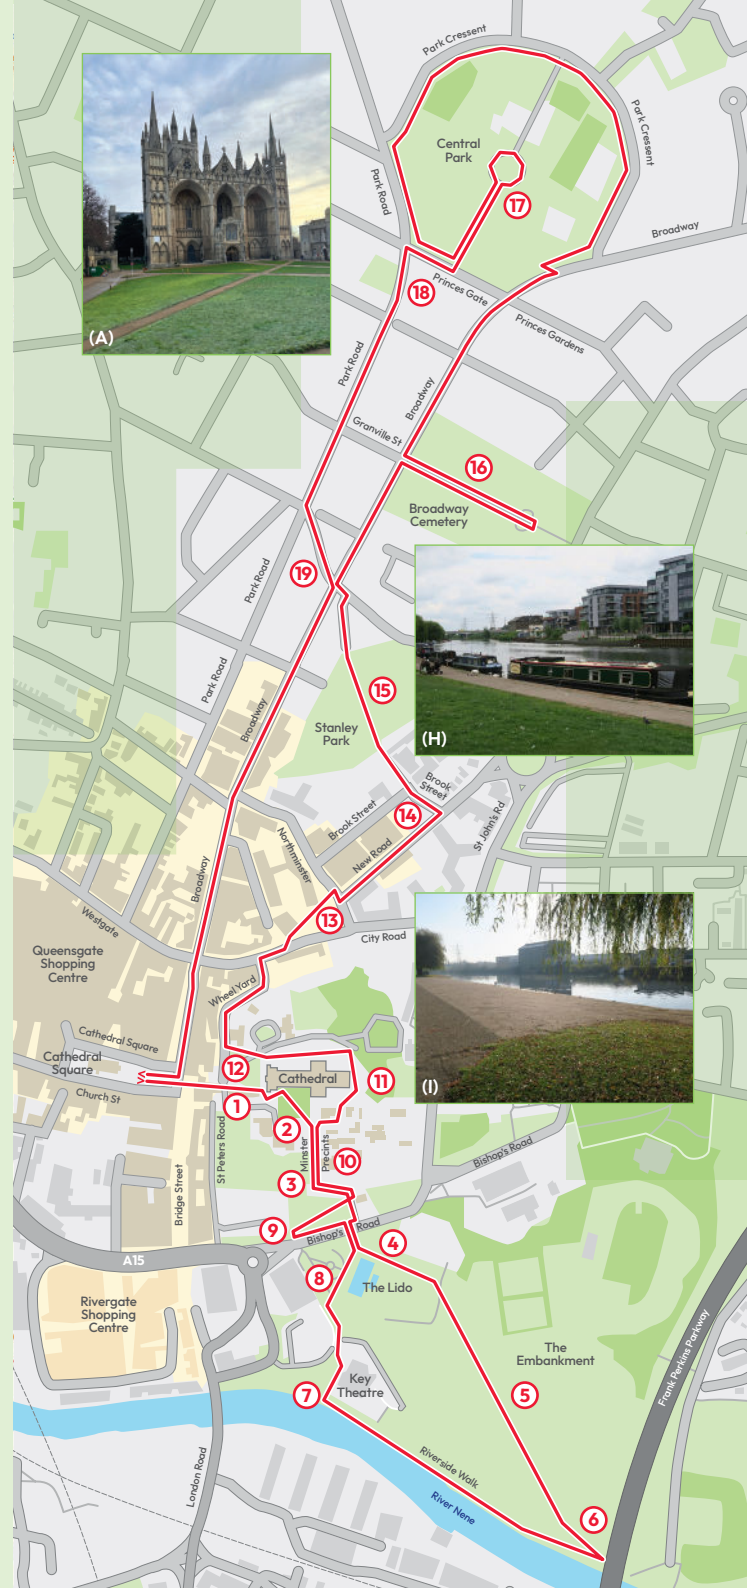 Park Cressent
Park Cressent
Central
Park
Park Road
17
Broadway
(A)
18
Princes Gate
Princes Gardens
Park Road
Broadway
Granville St
16
Broadway
Cemetery
19
Park Road
(H)
Park Road
15
Broadway
Stanley
Park
Brook
Street
14
Brook Street
St John's Rd
Northminster
New Road
Broadway
Westgate
13
City Road
Queensgate
Shopping
Centre
Wheel Yard
Cathedral Square
Cathedral
Square
12
Cathedral
11
(I)
Church St
1
2
St Peters Road
Minster
Precints
10
Bishop's Road
Bridge Street
3
9
Bishop's Road
4
A15
8
The Lido
Rivergate
Shopping
Centre
The
Embankment
Frank Perkins Parkway
Key
Theatre
7
5
Riverside Walk
London Road
River Nene
6